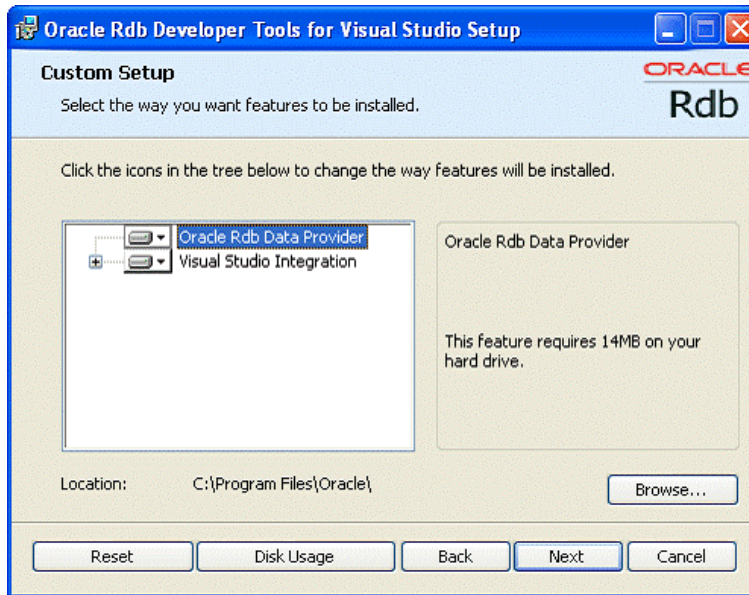 Oracle Rdb Developer Tools for Visual Studio Setup
Custom Setup
Select the way you want features to be installed.
ORACLE
Rdb
Click the icons in the tree below to change the way features will be installed.
Oracle Rdb Data Provider
Visual Studio Integration
Oracle Rdb Data Provider
This feature requires 14MB on your
hard drive.
Location: C:\Program Files\Oracle\
Browse...
Reset Disk Usage Back Next Cancel